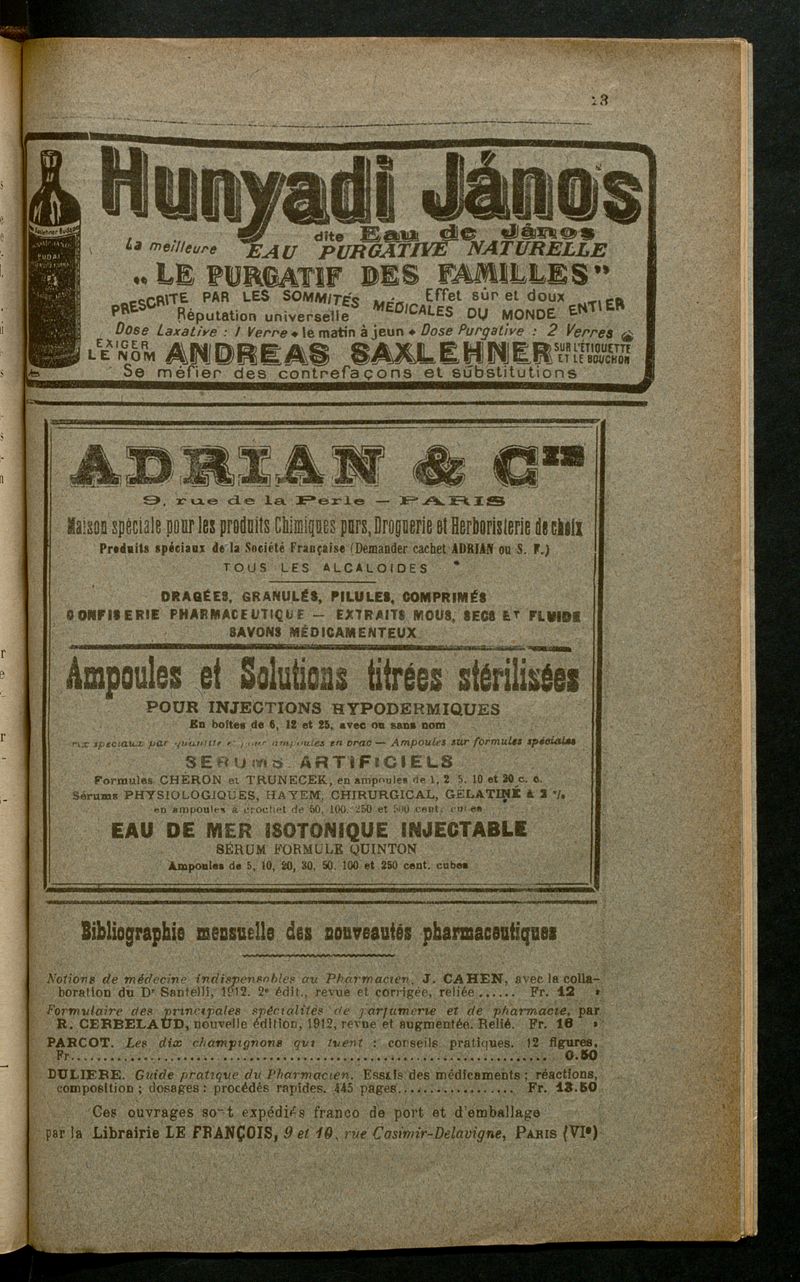 13
Hunyadi János
dite Eau de János
La meilleure EAU PURGATIVE NATURELLE
„ LE PURGATIF DES FAMILLES”
PRESCRITE PAR LES SOMMITÉS MÉDICALES DU MONDE ENTIER
Réputation universelle Effet sûr et doux
Dose Laxative : 1 Verre le matin à jeun Dose Purgative : 2 Verres
EXIGER LE NOM ANDREAS SAXLEHNER SUR L'ÉTIQUETTE ET LE BOUCHON
Se méfier des contrefaçons et substitutions
ADRIAN & Cie
9, rue de la Perle — PARIS
Maison spéciale pour les produits Chimiques purs, Droguerie et Herboristerie de choix
Produits spéciaux de la Société Française (Demander cachet ADRIAN ou S. F.)
TOUS LES ALCALOIDES
DRAGÉES, GRANULÉS, PILULES, COMPRIMÉS
CONFISERIE PHARMACEUTIQUE — EXTRAITS MOUS, SECS ET FLUIDE
SAVONS MÉDICAMENTEUX
Ampoules et Solutions titrées stérilisées
POUR INJECTIONS HYPODERMIQUES
En boîtes de 6, 12 et 25, avec ou sans nom
rix speciaux par quantité et pour ampoules en vrac — Ampoules sur formules spéciales
SERUMS ARTIFICIELS
Formules CHERON et TRUNECEK, en ampoules de 1, 2 5. 10 et 20 c. c.
Sérums PHYSIOLOGIQUES, HAYEM, CHIRURGICAL, GELATINÉ à 2 %
en ampoules à crochet de 50, 100, 250 et 500 cent. cubes
EAU DE MER ISOTONIQUE INJECTABLE
SÉRUM FORMULE QUINTON
Ampoules de 5, 10, 20, 30, 50. 100 et 250 cent. cubes
Bibliographie mensuelle des nouveautés pharmaceutiques
Notions de médecine indispensables au Pharmacien, J. CAHEN, avec la colla-
boration du Dr Santelli, 1912. 2e édit., revue et corrigée, reliée...... Fr. 12 »
Formulaire des principales spécialités de parfumerie et de pharmacie, par
R. CERBELAUD, nouvelle édition, 1912, revue et augmentée. Relié. Fr. 16 »
PARCOT. Les dix champignons qui tuent : conseils pratiques. 12 figures,
Fr. ............ 0.50
DULIERE. Guide pratique du Pharmacien. Essais des médicaments ; réactions,
composition ; dosages : procédés rapides. 445 pages.................. Fr. 13.50
Ces ouvrages so t expédiés franco de port et d'emballage
par la Librairie LE FRANÇOIS, 9 et 10, rue Casimir-Delavigne, PARIS (VIe)